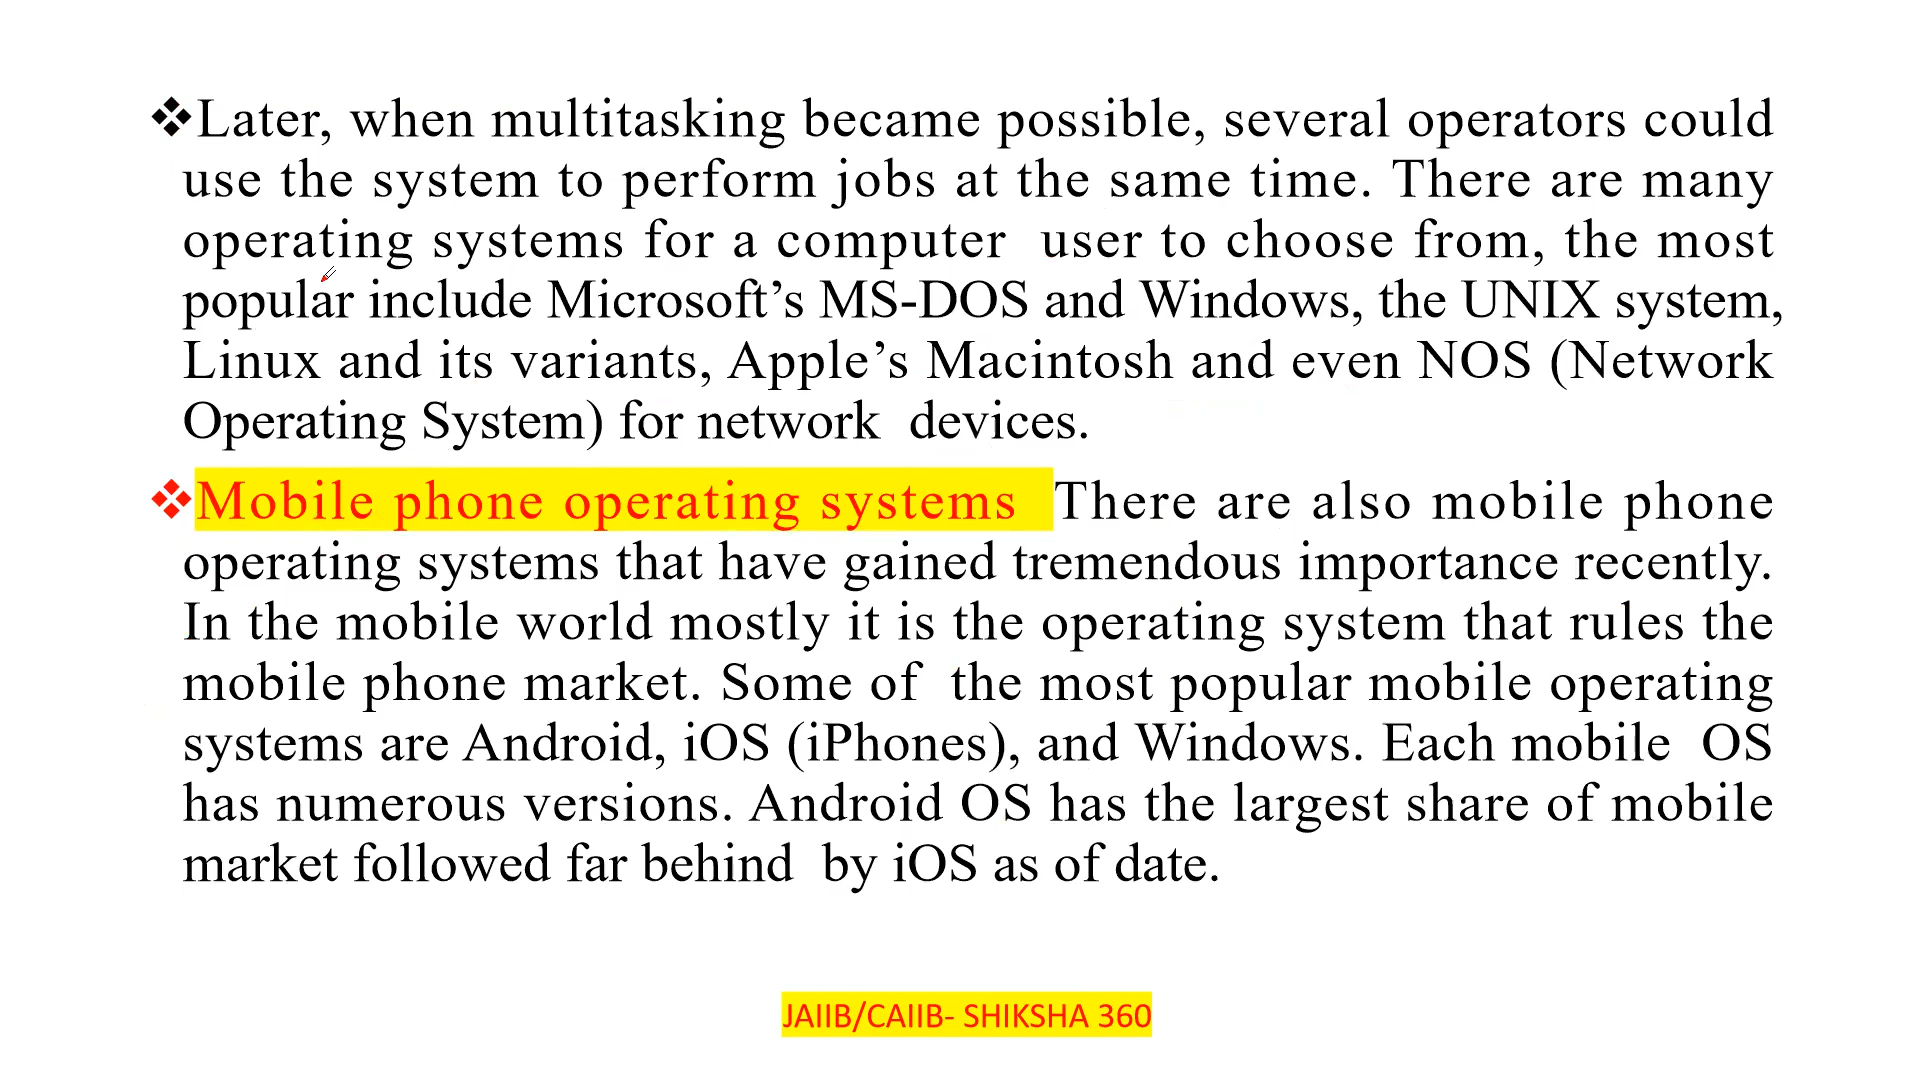 ❖Later, when multitasking became possible, several operators could
use the system to perform jobs at the same time. There are many
operating systems for a computer user to choose from, the most
popular include Microsoft’s MS-DOS and Windows, the UNIX system,
Linux and its variants, Apple’s Macintosh and even NOS (Network
Operating System) for network devices.
❖Mobile phone operating systems There are also mobile phone
operating systems that have gained tremendous importance recently.
In the mobile world mostly it is the operating system that rules the
mobile phone market. Some of the most popular mobile operating
systems are Android, iOS (iPhones), and Windows. Each mobile OS
has numerous versions. Android OS has the largest share of mobile
market followed far behind by iOS as of date.
JAIIB/CAIIB- SHIKSHA 360